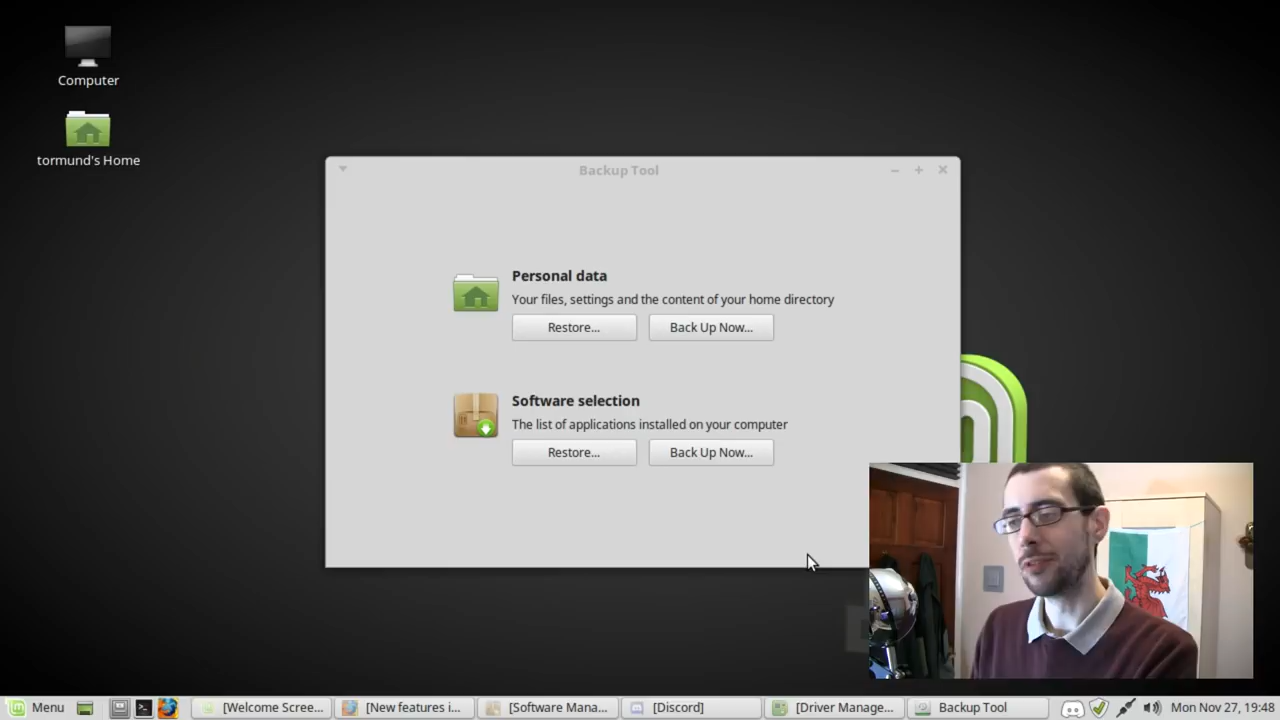 Computer
tormund's Home
Backup Tool
Personal data
Your files, settings and the content of your home directory
Restore...
Back Up Now...
Software selection
The list of applications installed on your computer
Restore...
Back Up Now...
Menu
[Welcome Scree...
[New features i...
[Software Mana...
[Discord]
[Driver Manage...
Backup Tool
Mon Nov 27, 19:48